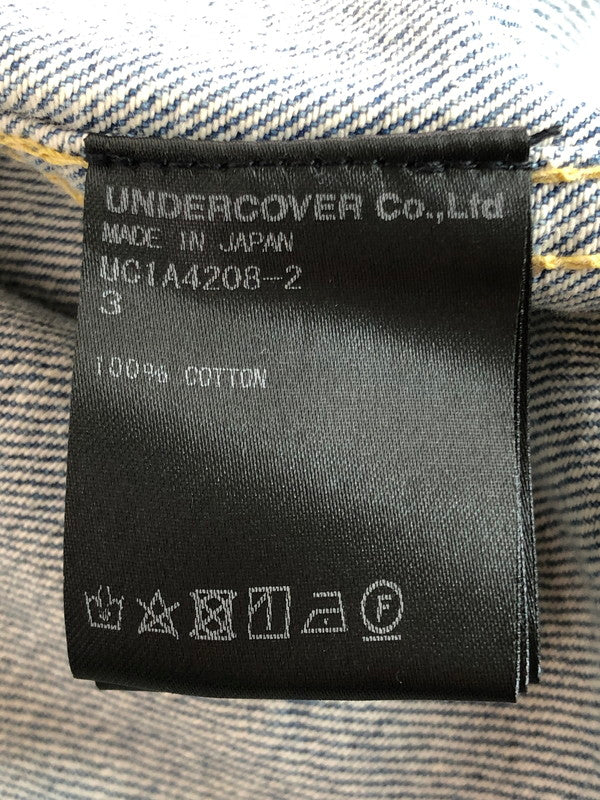 UNDERCOVER Co.,Ltd
MADE IN JAPAN
UC1A4208-2
3
100% COTTON
F